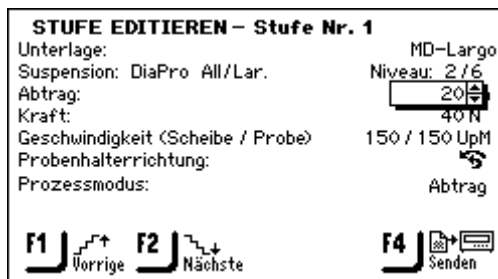 STUFE EDITIEREN – Stufe Nr. 1
Unterlage: MD-Largo
Suspension: DiaPro All/Lar. Niveau: 2/6
Abtrag: 20
Kraft: 40 N
Geschwindigkeit (Scheibe / Probe) 150 / 150 UpM
Probenhalterrichtung:
Prozessmodus: Abtrag
F1 Vorrige F2 Nächste F4 Senden